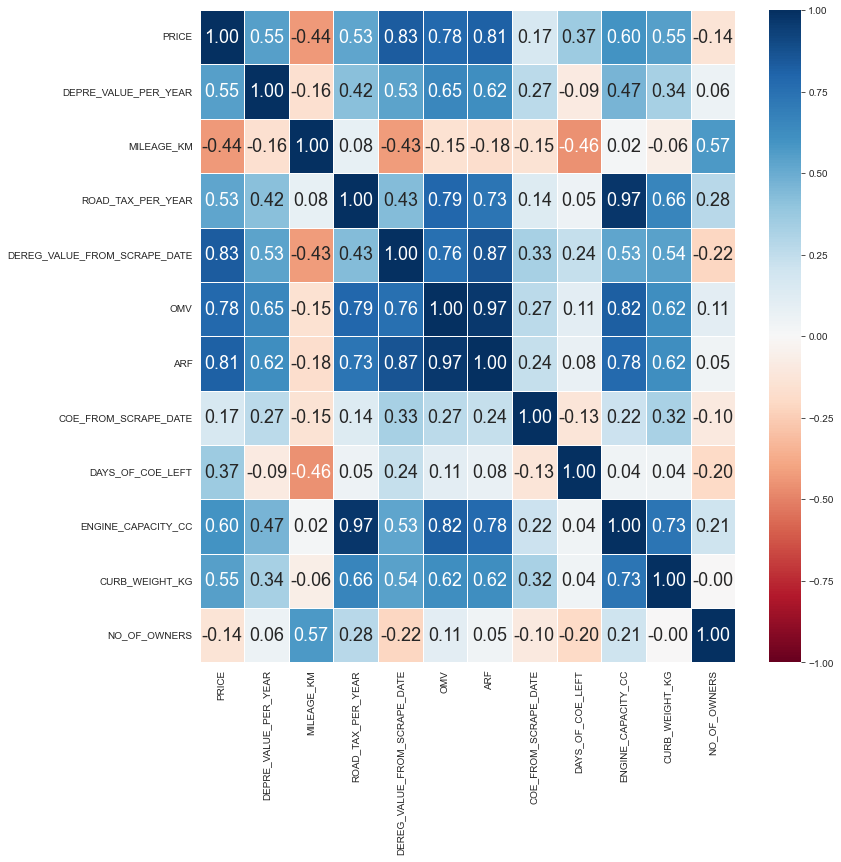 PRICE 1.00 0.55 -0.44 0.53 0.83 0.78 0.81 0.17 0.37 0.60 0.55 -0.14
DEPRE_VALUE_PER_YEAR 0.55 1.00 -0.16 0.42 0.53 0.65 0.62 0.27 -0.09 0.47 0.34 0.06
MILEAGE_KM -0.44 -0.16 1.00 0.08 -0.43 -0.15 -0.18 -0.15 -0.46 0.02 -0.06 0.57
ROAD_TAX_PER_YEAR 0.53 0.42 0.08 1.00 0.43 0.79 0.73 0.14 0.05 0.97 0.66 0.28
DEREG_VALUE_FROM_SCRAPE_DATE 0.83 0.53 -0.43 0.43 1.00 0.76 0.87 0.33 0.24 0.53 0.54 -0.22
OMV 0.78 0.65 -0.15 0.79 0.76 1.00 0.97 0.27 0.11 0.82 0.62 0.11
ARF 0.81 0.62 -0.18 0.73 0.87 0.97 1.00 0.24 0.08 0.78 0.62 0.05
COE_FROM_SCRAPE_DATE 0.17 0.27 -0.15 0.14 0.33 0.27 0.24 1.00 -0.13 0.22 0.32 -0.10
DAYS_OF_COE_LEFT 0.37 -0.09 -0.46 0.05 0.24 0.11 0.08 -0.13 1.00 0.04 0.04 -0.20
ENGINE_CAPACITY_CC 0.60 0.47 0.02 0.97 0.53 0.82 0.78 0.22 0.04 1.00 0.73 0.21
CURB_WEIGHT_KG 0.55 0.34 -0.06 0.66 0.54 0.62 0.62 0.32 0.04 0.73 1.00 -0.00
NO_OF_OWNERS -0.14 0.06 0.57 0.28 -0.22 0.11 0.05 -0.10 -0.20 0.21 -0.00 1.00
PRICE
DEPRE_VALUE_PER_YEAR
MILEAGE_KM
ROAD_TAX_PER_YEAR
DEREG_VALUE_FROM_SCRAPE_DATE
OMV
ARF
COE_FROM_SCRAPE_DATE
DAYS_OF_COE_LEFT
ENGINE_CAPACITY_CC
CURB_WEIGHT_KG
NO_OF_OWNERS
1.00
0.75
0.50
0.25
0.00
−0.25
−0.50
−0.75
−1.00